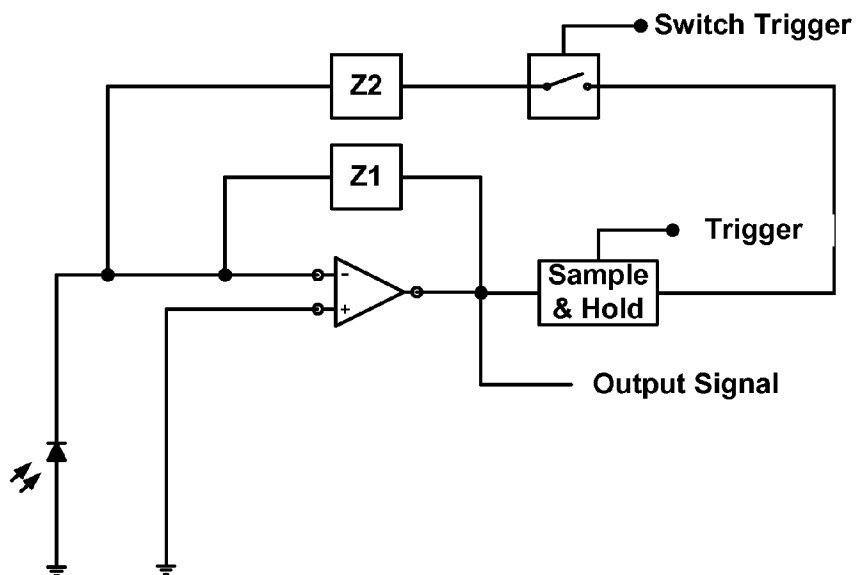 Switch Trigger
Z2
Z1
Trigger
Sample
& Hold
-
+
Output Signal